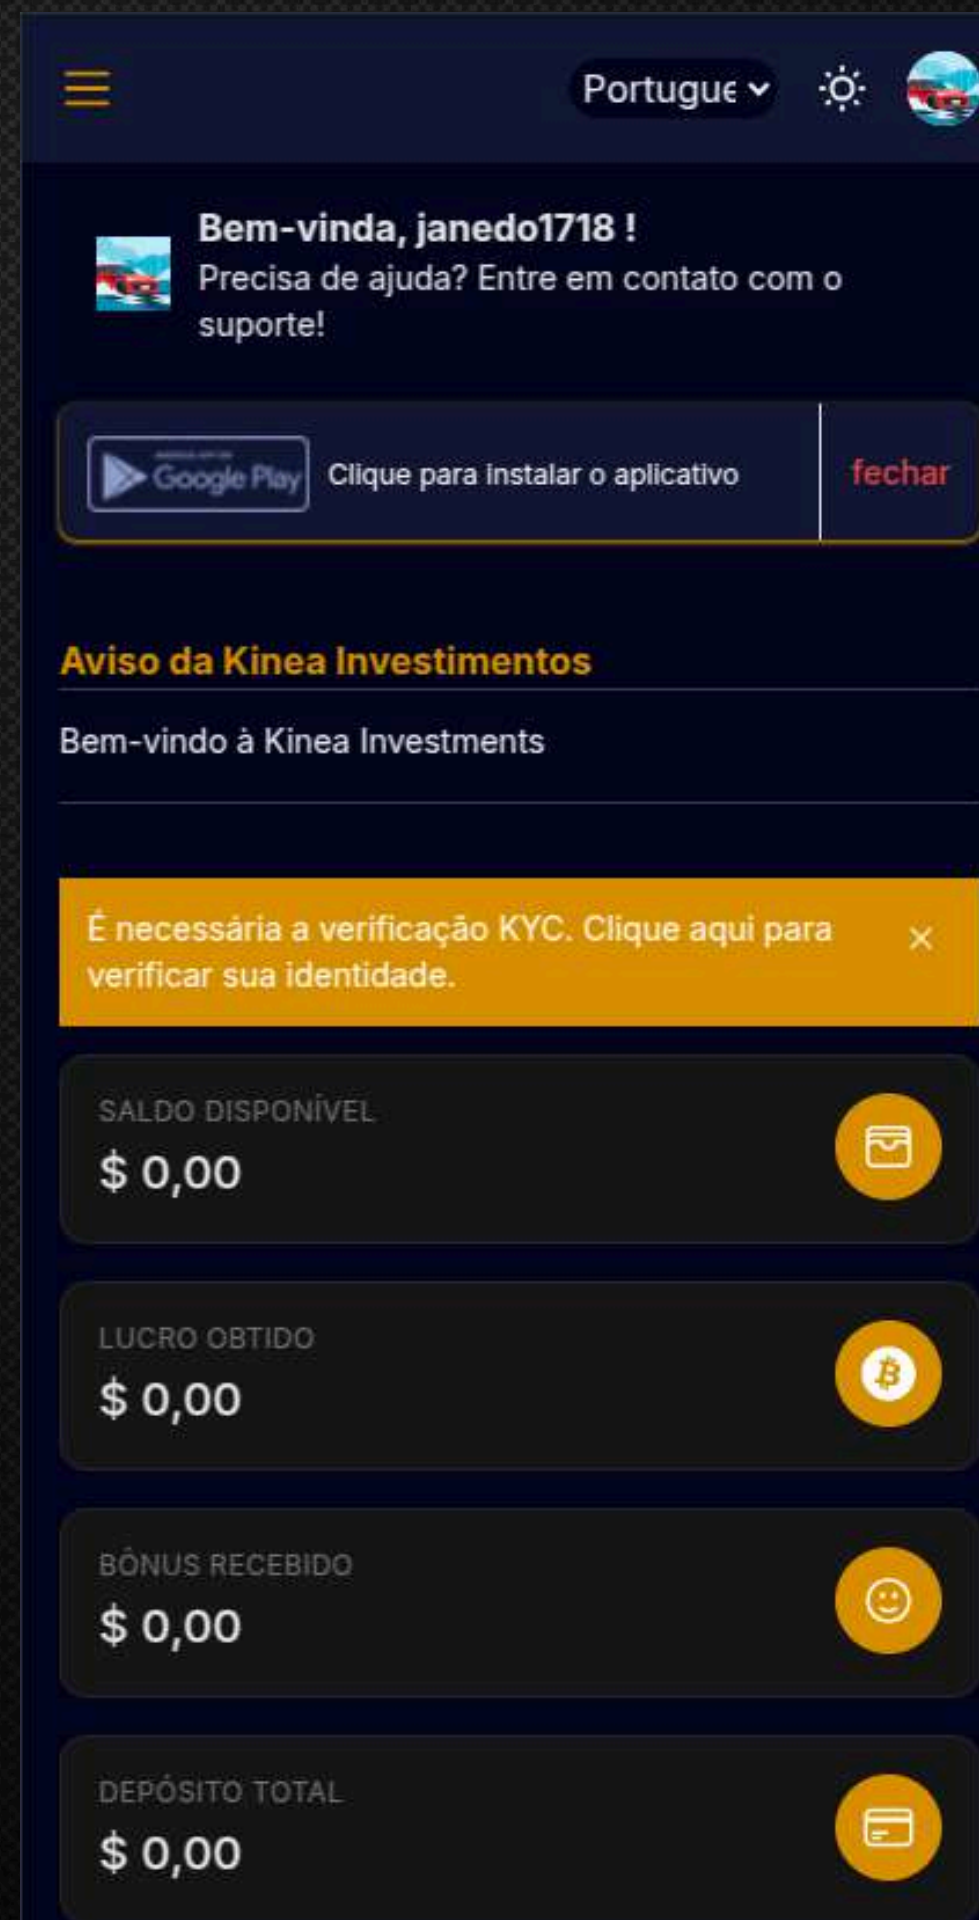 Portugue
Bem-vinda, janedo1718 !
Precisa de ajuda? Entre em contato com o
suporte!
Google Play
Clique para instalar o aplicativo
fechar
Aviso da Kinea Investimentos
Bem-vindo à Kinea Investments
É necessária a verificação KYC. Clique aqui para
verificar sua identidade.
SALDO DISPONÍVEL
$ 0,00
LUCRO OBTIDO
$ 0,00
BÔNUS RECEBIDO
$ 0,00
DEPÓSITO TOTAL
$ 0,00